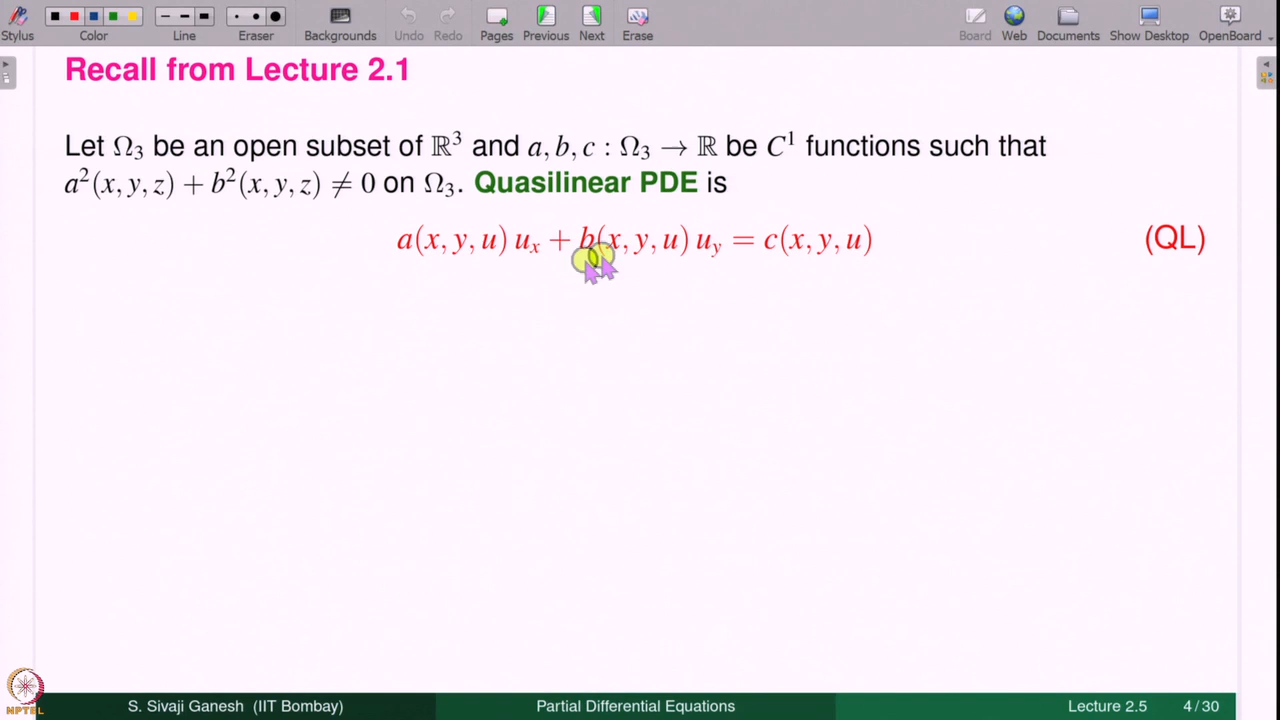 Stylus Color Line Eraser Backgrounds Undo Redo Pages Previous Next Erase Board Web Documents Show Desktop OpenBoard
Recall from Lecture 2.1
Let Ω₃ be an open subset of ℝ³ and a, b, c : Ω₃ → ℝ be C¹ functions such that
a²(x, y, z) + b²(x, y, z) ≠ 0 on Ω₃. Quasilinear PDE is
a(x, y, u) uₓ + b(x, y, u) u_y = c(x, y, u) (QL)
NPTEL
S. Sivaji Ganesh (IIT Bombay) Partial Differential Equations Lecture 2.5 4/30